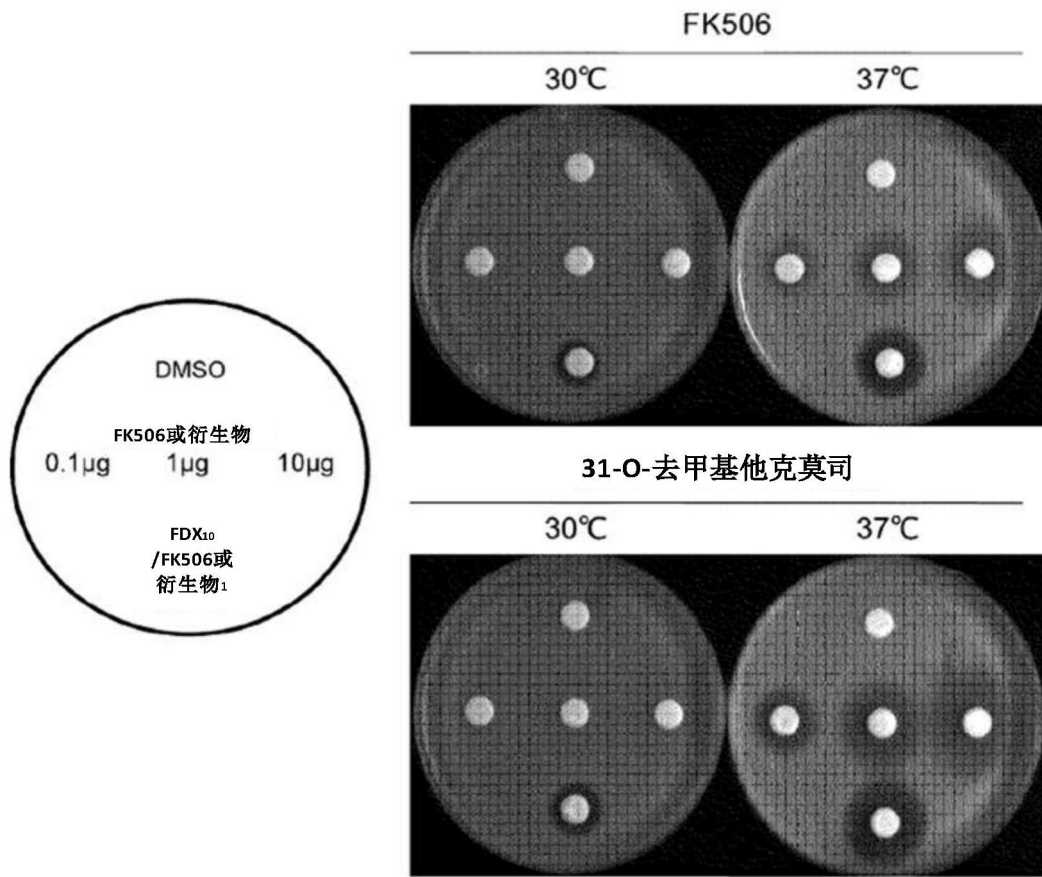 FK506
30℃ 37℃
DMSO
FK506或衍生物
0.1μg 1μg 10μg
FDX₁₀
/FK506或
衍生物₁
31-O-去甲基他克莫司
30℃ 37℃